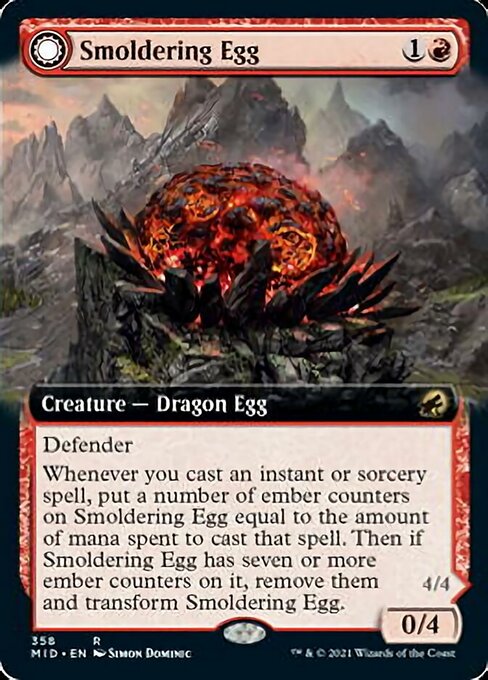 Smoldering Egg 1
Creature — Dragon Egg
Defender
Whenever you cast an instant or sorcery
spell, put a number of ember counters
on Smoldering Egg equal to the amount
of mana spent to cast that spell. Then if
Smoldering Egg has seven or more
ember counters on it, remove them
and transform Smoldering Egg.
4/4
0/4
358 R
MID • EN Simon Dominic ™ & © 2021 Wizards of the Coast